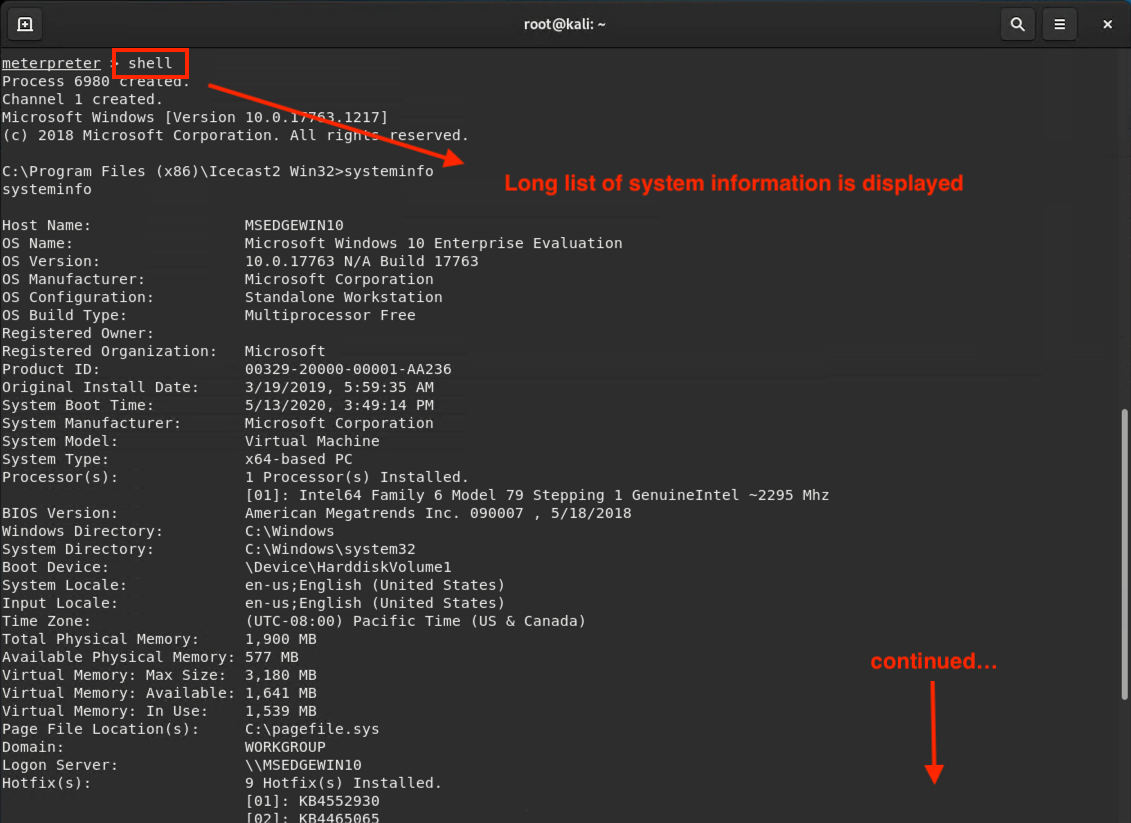 root@kali: ~
meterpreter > shell
Process 6980 created.
Channel 1 created.
Microsoft Windows [Version 10.0.17763.1217]
(c) 2018 Microsoft Corporation. All rights reserved.
C:\Program Files (x86)\Icecast2 Win32>systeminfo
systeminfo
Long list of system information is displayed
Host Name:                 MSEDGEWIN10
OS Name:                   Microsoft Windows 10 Enterprise Evaluation
OS Version:                10.0.17763 N/A Build 17763
OS Manufacturer:           Microsoft Corporation
OS Configuration:          Standalone Workstation
OS Build Type:             Multiprocessor Free
Registered Owner:
Registered Organization:   Microsoft
Product ID:                00329-20000-00001-AA236
Original Install Date:     3/19/2019, 5:59:35 AM
System Boot Time:          5/13/2020, 3:49:14 PM
System Manufacturer:       Microsoft Corporation
System Model:              Virtual Machine
System Type:               x64-based PC
Processor(s):              1 Processor(s) Installed.
                           [01]: Intel64 Family 6 Model 79 Stepping 1 GenuineIntel ~2295 Mhz
BIOS Version:              American Megatrends Inc. 090007 , 5/18/2018
Windows Directory:         C:\Windows
System Directory:          C:\Windows\system32
Boot Device:               \Device\HarddiskVolume1
System Locale:             en-us;English (United States)
Input Locale:              en-us;English (United States)
Time Zone:                 (UTC-08:00) Pacific Time (US & Canada)
Total Physical Memory:     1,900 MB
Available Physical Memory: 577 MB
Virtual Memory: Max Size:  3,180 MB
Virtual Memory: Available: 1,641 MB
Virtual Memory: In Use:    1,539 MB
Page File Location(s):     C:\pagefile.sys
Domain:                    WORKGROUP
Logon Server:              \\MSEDGEWIN10
Hotfix(s):                 9 Hotfix(s) Installed.
                           [01]: KB4552930
                           [02]: KB4465065
continued...